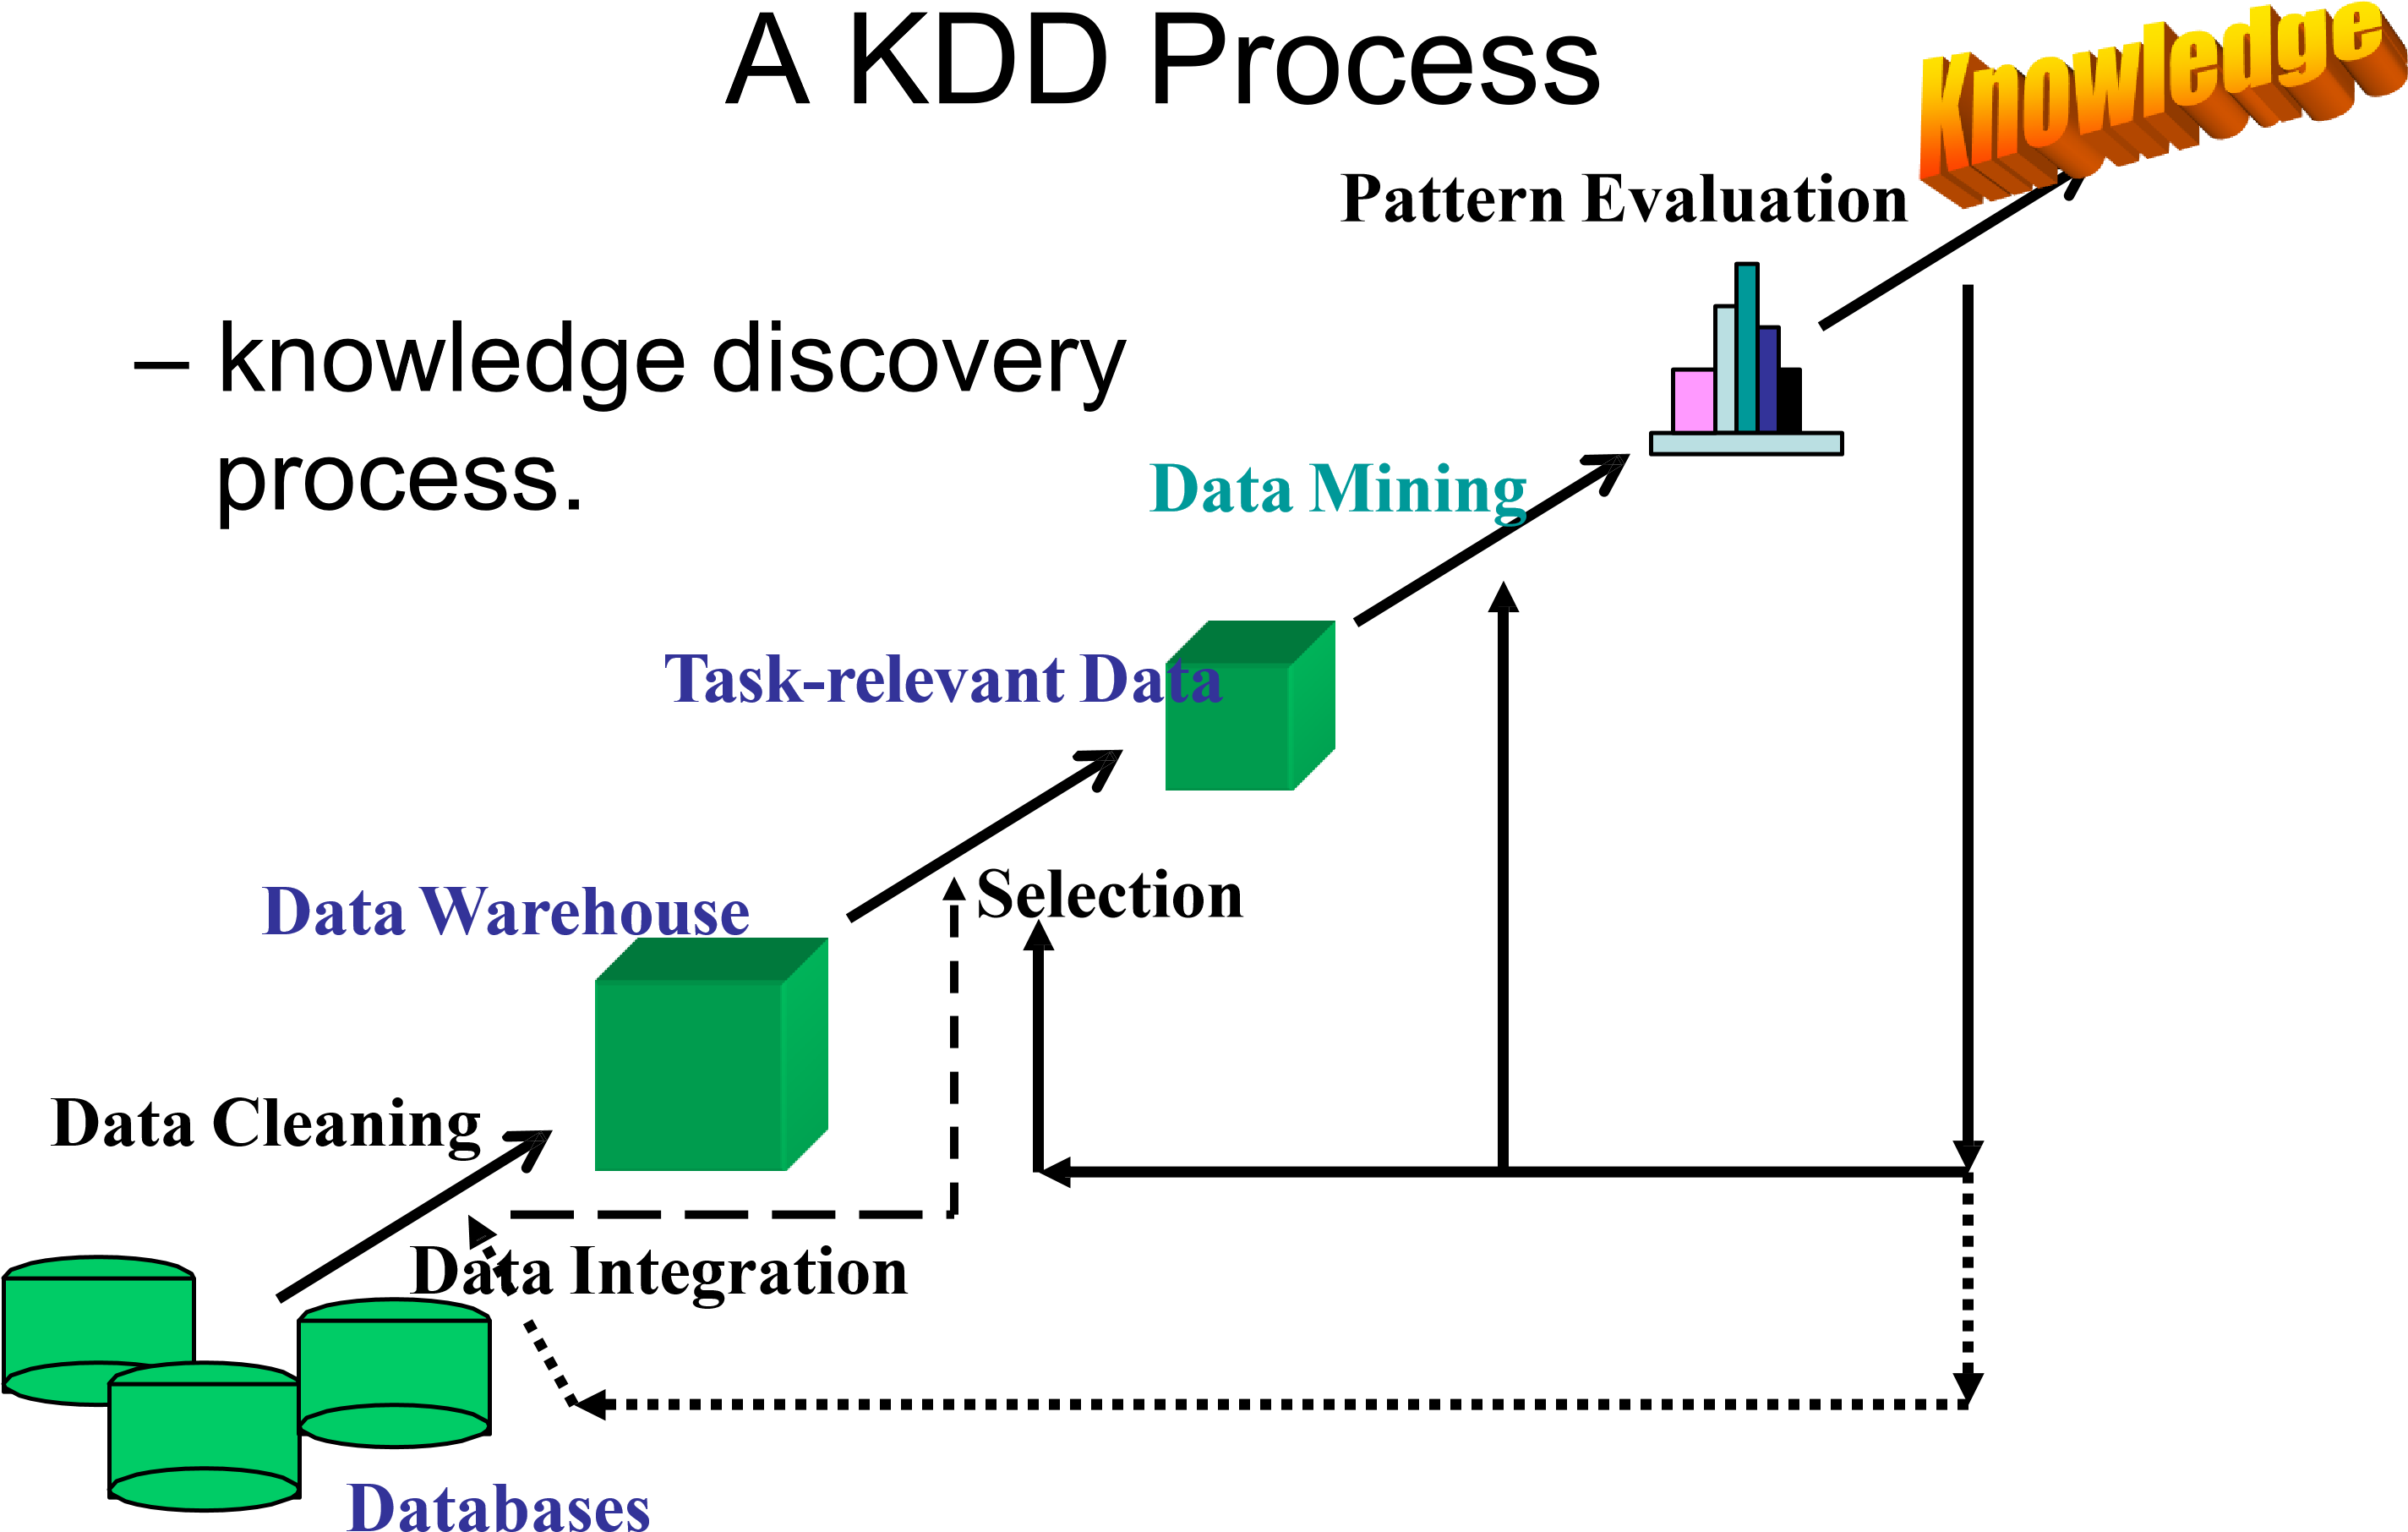 A KDD Process
Knowledge
Pattern Evaluation
– knowledge discovery
process.
Data Mining
Task-relevant Data
Selection
Data Warehouse
Data Cleaning
Data Integration
Databases